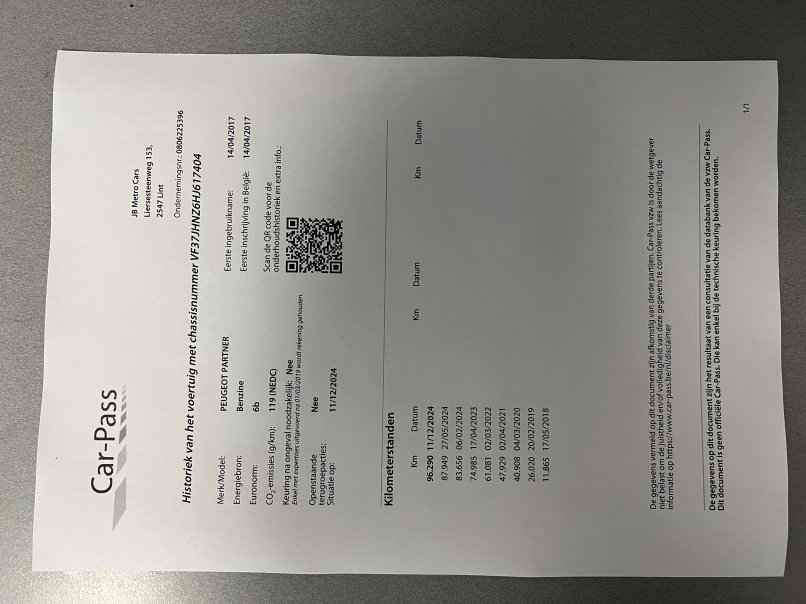 Car-Pass
JB Metro Cars
Liersesteenweg 153,
2547 Lint
Ondernemingsnr.: 0806225396
Historiek van het voertuig met chassisnummer VF37JHNZ6HJ617404
Merk/Model: PEUGEOT PARTNER
Energiebron: Benzine
Euronorm: 6b
CO2-emissies (g/km): 119 (NEDC)
Keuring na ongeval noodzakelijk: Nee
Enkel met expertises uitgevoerd na 01/03/2019 wordt rekening gehouden.
Openstaande terugroepacties: Nee
Situatie op: 11/12/2024
Eerste ingebruikname: 14/04/2017
Eerste inschrijving in België: 14/04/2017
Scan de QR code voor de
onderhoudshistoriek en extra info.:
Kilometerstanden
Km Datum Km Datum Km Datum
96.290 11/12/2024
87.949 27/05/2024
83.656 06/02/2024
74.985 17/04/2023
61.081 02/03/2022
47.929 02/04/2021
40.908 04/03/2020
26.020 20/02/2019
11.865 17/05/2018
De gegevens vermeld op dit document zijn afkomstig van derde partijen. Car-Pass vzw is door de wetgever
niet belast om de juistheid en/of volledigheid van deze gegevens te controleren. Lees aandachtig de
informatie op https://www.car-pass.be/nl/disclaimer
De gegevens op dit document zijn het resultaat van een consultatie van de databank van de vzw Car-Pass.
Dit document is geen officiële Car-Pass. Die kan enkel bij de technische keuring bekomen worden.
1/1